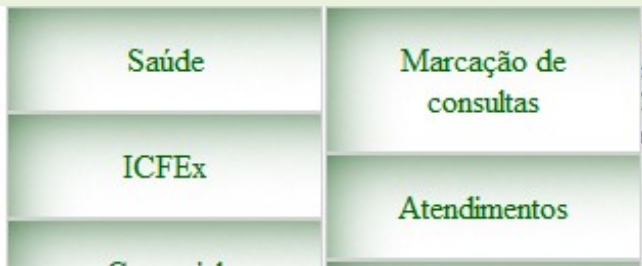 Saúde
ICFEx
Marcação de
consultas
Atendimentos